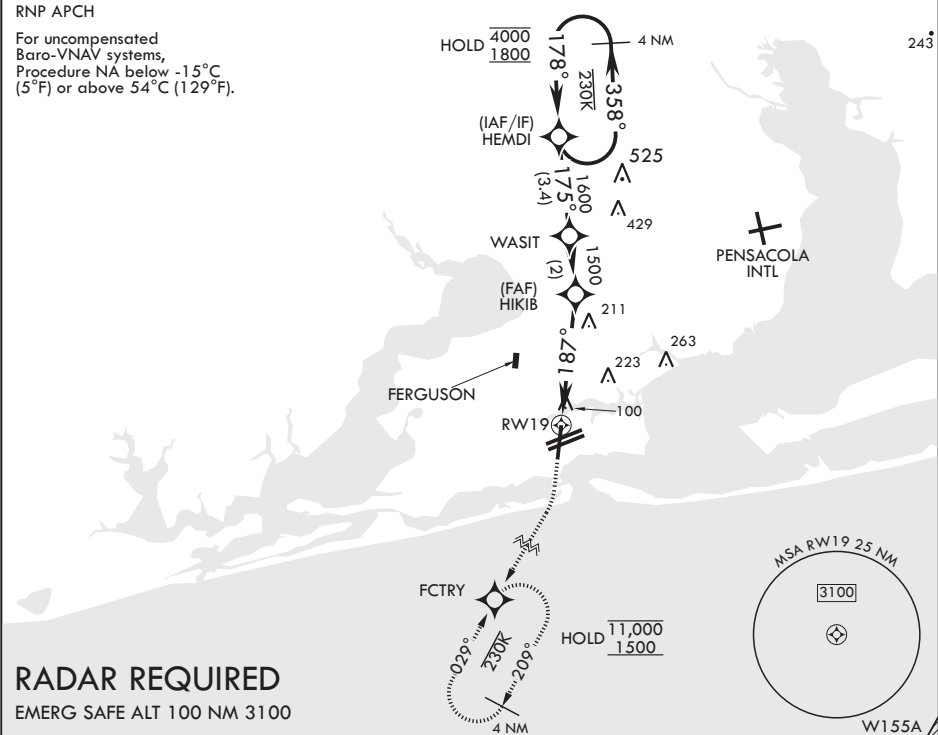 RNP APCH
For uncompensated
Baro-VNAV systems,
Procedure NA below -15°C
(5°F) or above 54°C (129°F).
HOLD 4000
1800
178°
4 NM
230K
358°
243
(IAF/IF)
HEMDI
525
1600
175°
(3.4)
429
WASIT
PENSACOLA
INTL
1500
(2)
(FAF)
HIKIB
211
187°
263
223
FERGUSON
100
RW19
FCTRY
HOLD 11,000
1500
029°
230K
209°
4 NM
MSA RW19 25 NM
3100
RADAR REQUIRED
EMERG SAFE ALT 100 NM 3100
W155A